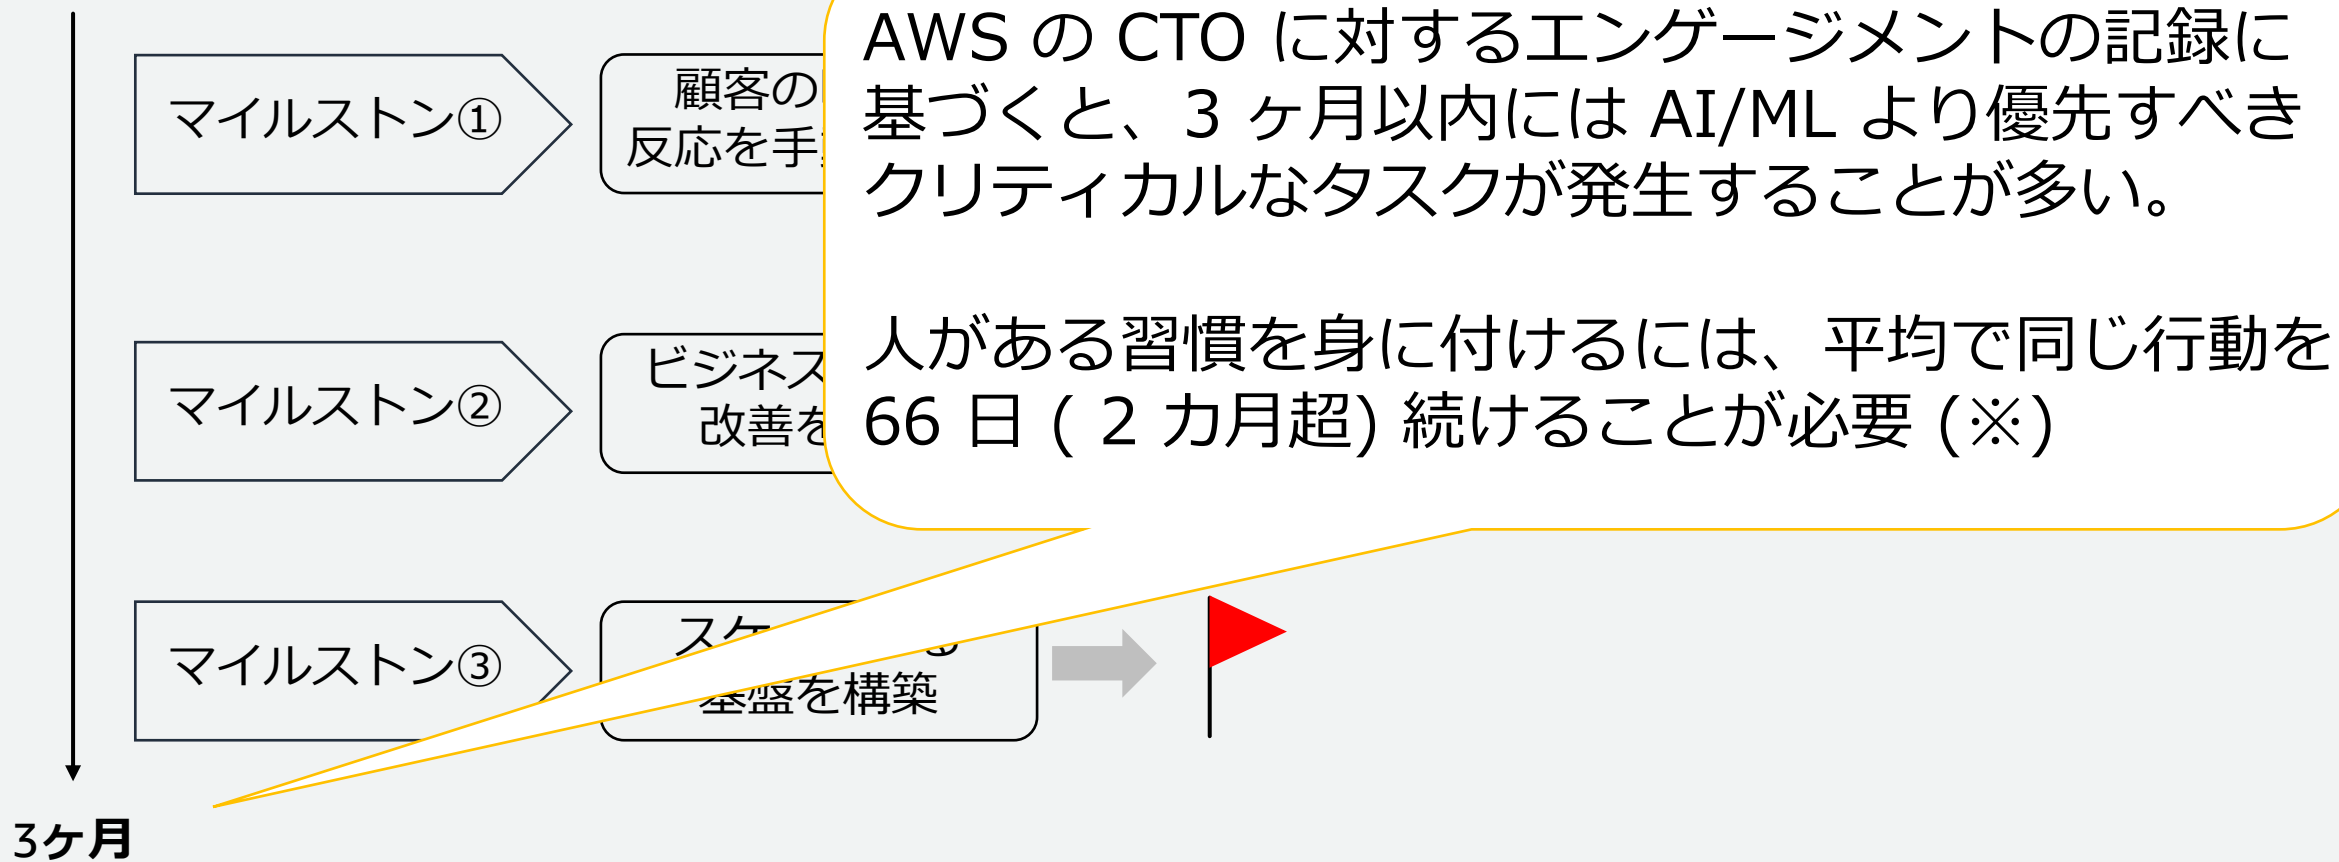 マイルストン①
顧客の
反応を手
AWS の CTO に対するエンゲージメントの記録に
基づくと、3 ヶ月以内には AI/ML より優先すべき
クリティカルなタスクが発生することが多い。
人がある習慣を身に付けるには、平均で同じ行動を
66 日 ( 2 カ月超) 続けることが必要 (※)
マイルストン②
ビジネス
改善を
マイルストン③
スケ
基盤を構築
3ヶ月